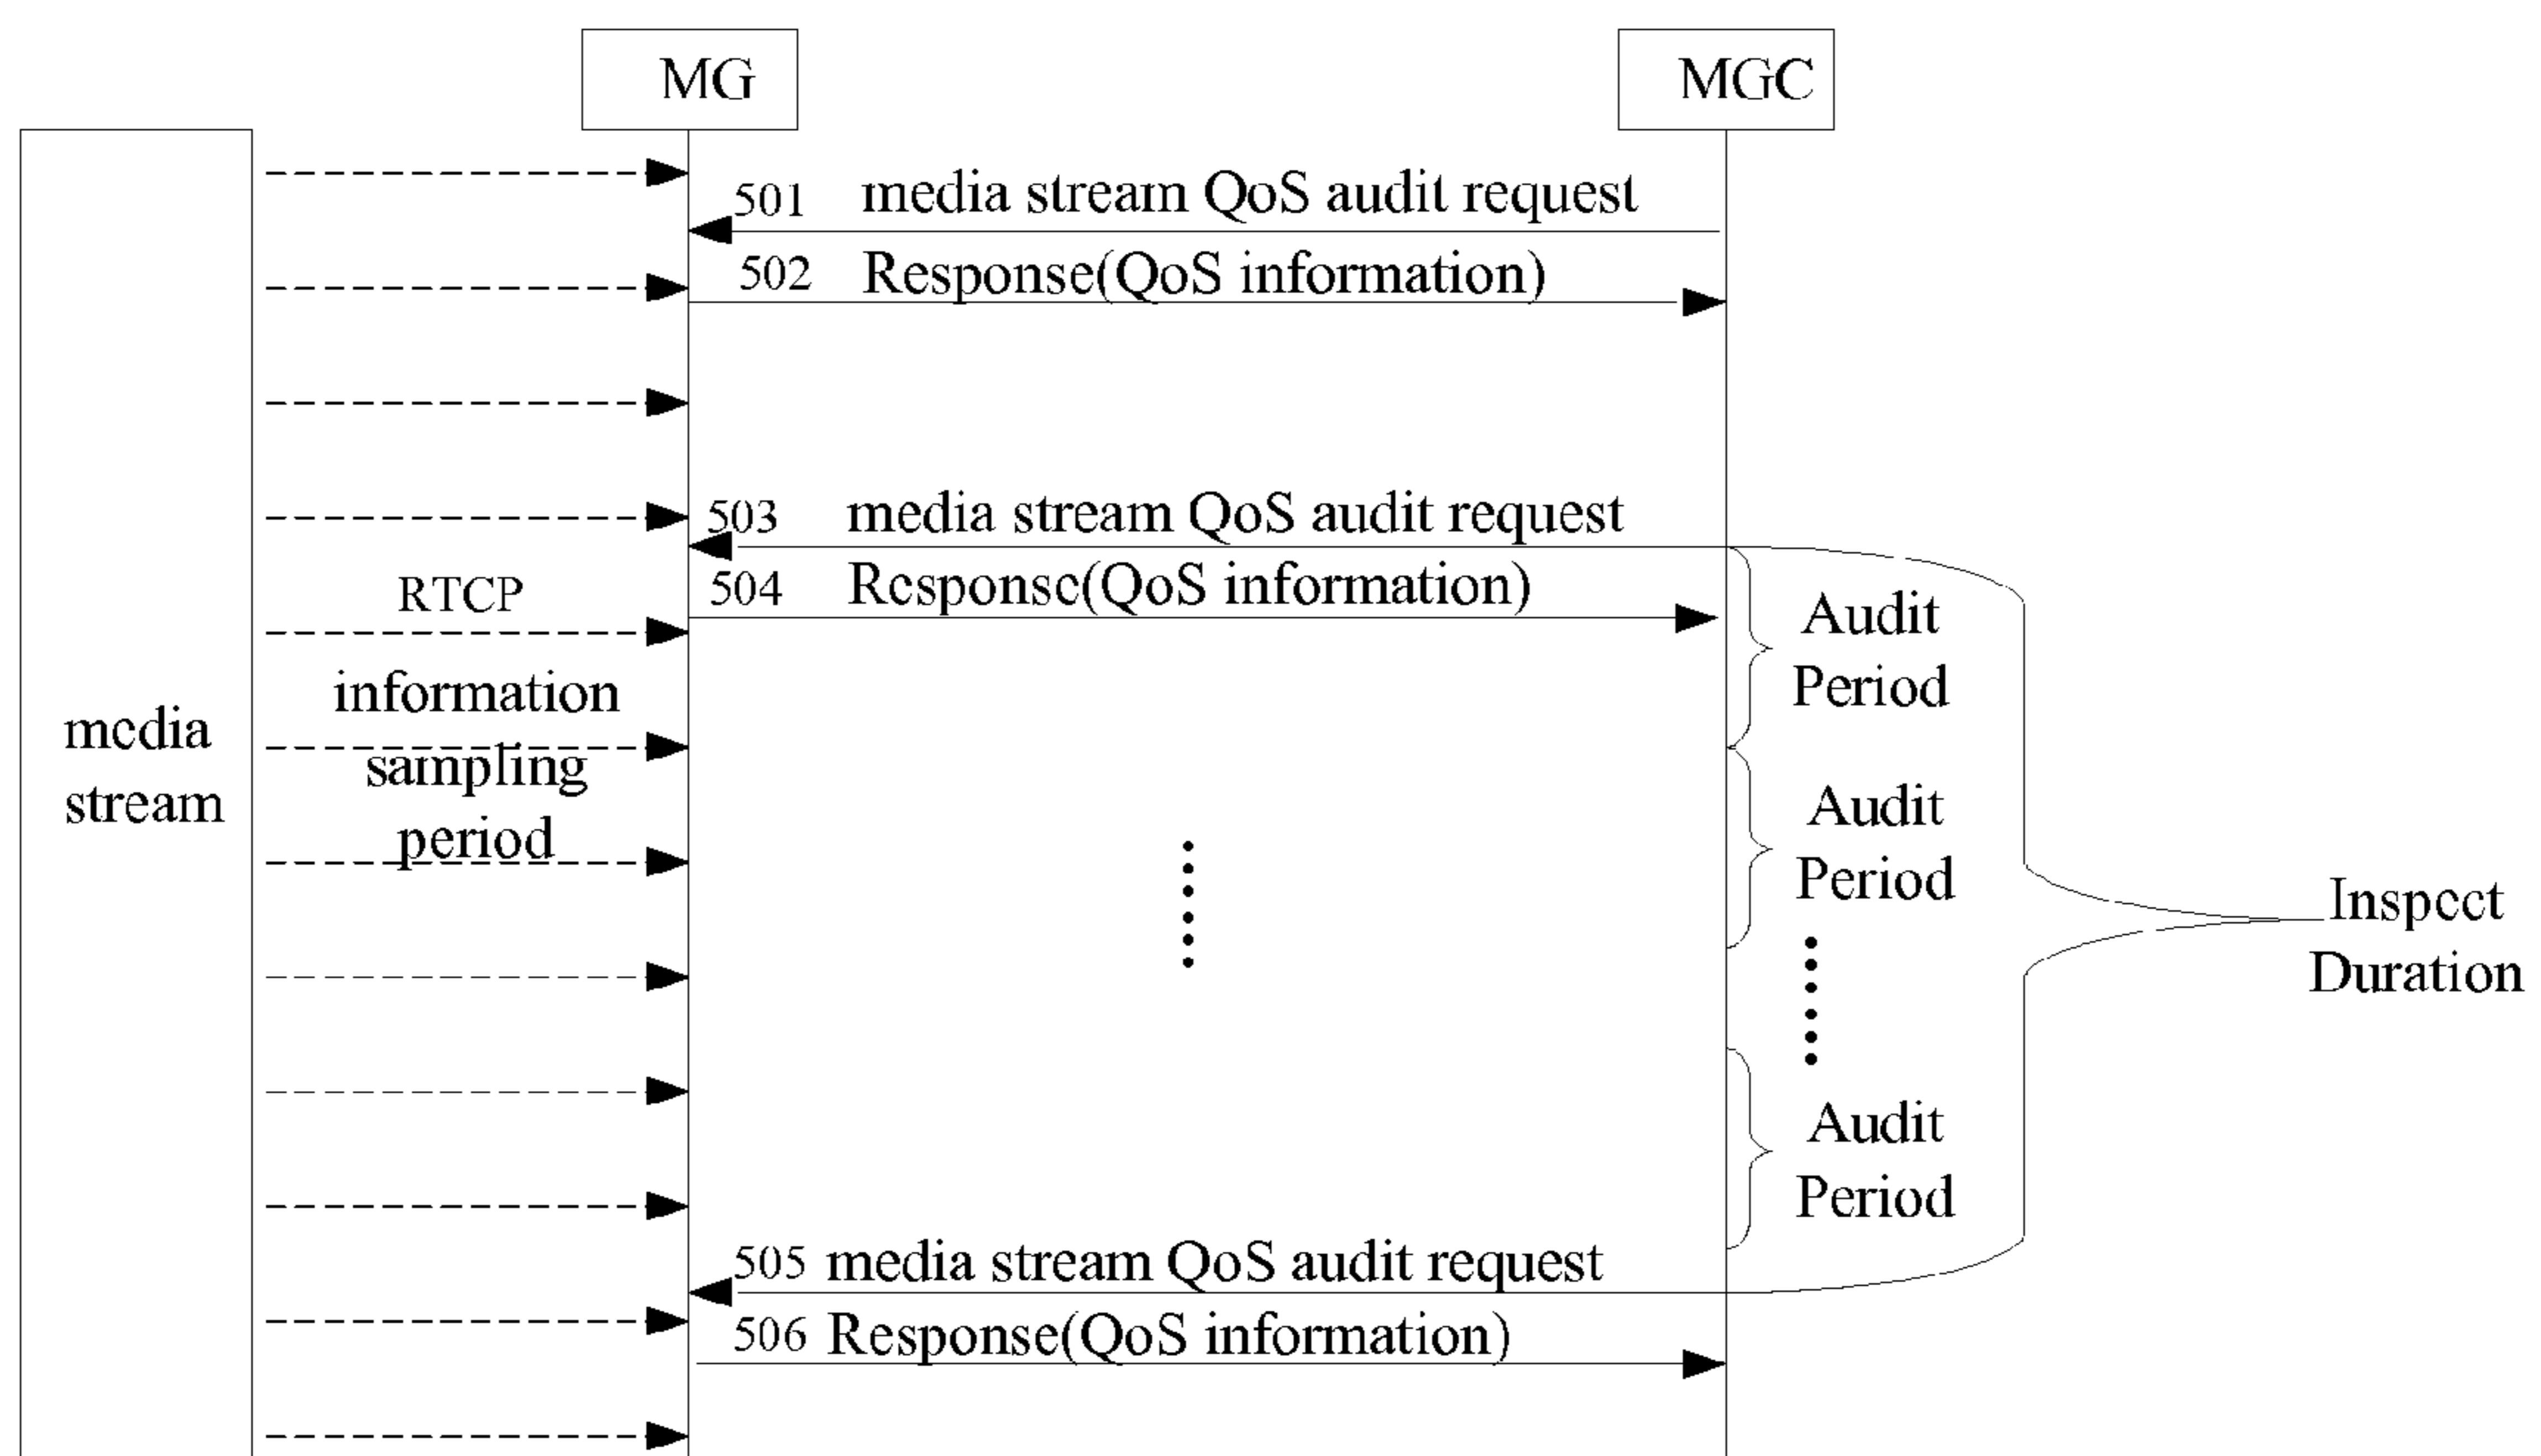 MG
MGC
501 media stream QoS audit request
502 Response(QoS information)
503 media stream QoS audit request
504 Response(QoS information)
RTCP
information
sampling
period
media
stream
Audit
Period
Audit
Period
Inspect
Duration
Audit
Period
505 media stream QoS audit request
506 Response(QoS information)